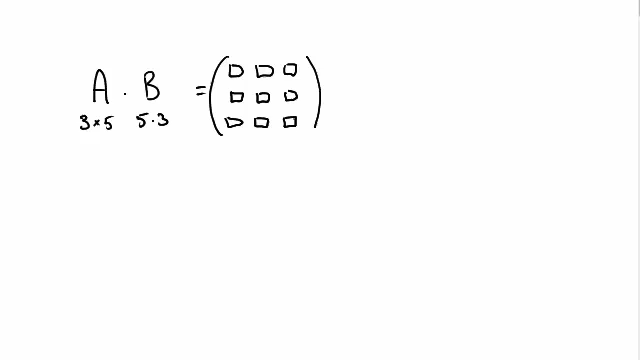 A · B = ( □ □ □ □ □ □ □ □ □ )
3×5 5·3